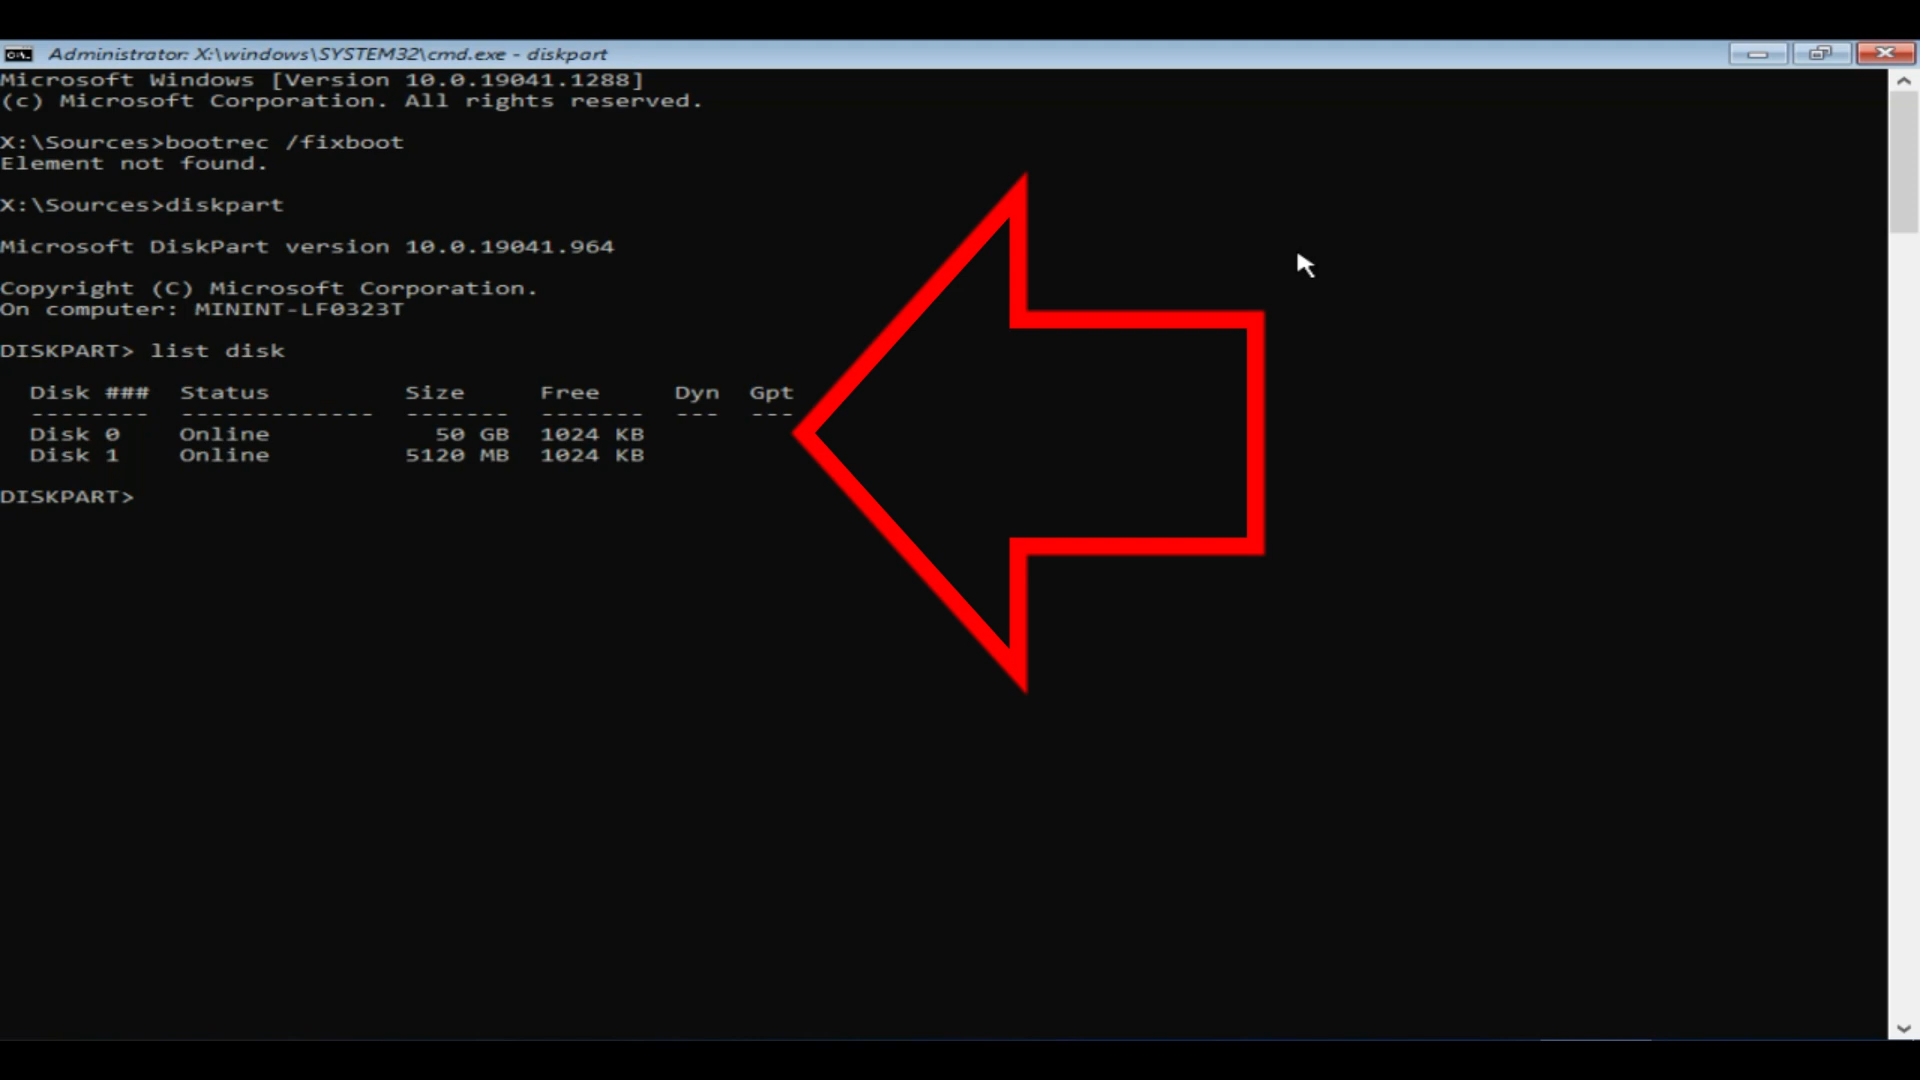 Administrator: X:\windows\SYSTEM32\cmd.exe - diskpart
Microsoft Windows [Version 10.0.19041.1288]
(c) Microsoft Corporation. All rights reserved.
X:\Sources>bootrec /fixboot
Element not found.
X:\Sources>diskpart
Microsoft DiskPart version 10.0.19041.964
Copyright (C) Microsoft Corporation.
On computer: MININT-LF0323T
DISKPART> list disk
Disk ###  Status         Size     Free     Dyn  Gpt
--------  -------------  -------  -------  ---  ---
Disk 0    Online           50 GB  1024 KB
Disk 1    Online         5120 MB  1024 KB
DISKPART>